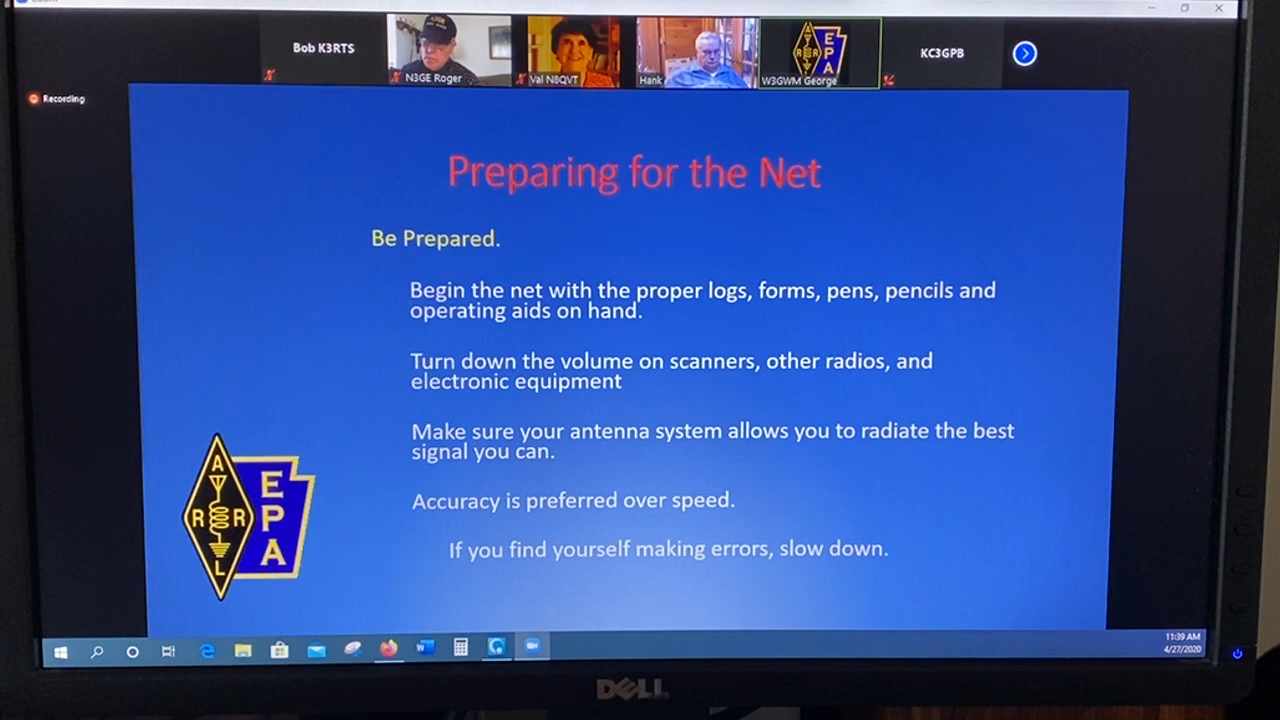 Bob K3RTS
N3GE Roger
Val N8QVT
Hank
W3GWM George
KC3GPB
A
R R
L
E
P
A
Recording
Preparing for the Net
Be Prepared.
Begin the net with the proper logs, forms, pens, pencils and
operating aids on hand.
Turn down the volume on scanners, other radios, and
electronic equipment
Make sure your antenna system allows you to radiate the best
signal you can.
Accuracy is preferred over speed.
If you find yourself making errors, slow down.
A
R R
L
E
P
A
11:39 AM
4/27/2020
DELL